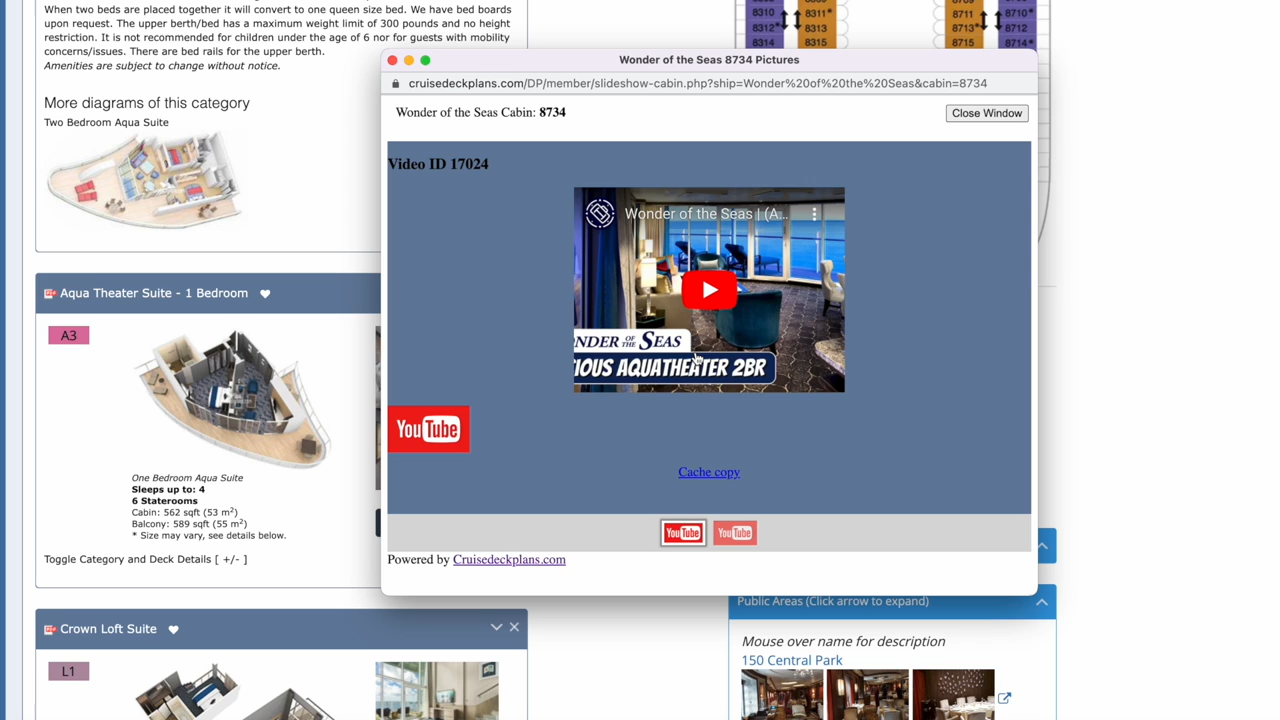 When two beds are placed together it will convert to one queen size bed. We have bed boards
upon request. The upper berth/bed has a maximum weight limit of 300 pounds and no height
restriction. It is not recommended for children under the age of 6 nor for guests with mobility
concerns/issues. There are bed rails for the upper berth.
Amenities are subject to change without notice.
More diagrams of this category
Two Bedroom Aqua Suite
Aqua Theater Suite - 1 Bedroom
A3
One Bedroom Aqua Suite
Sleeps up to: 4
6 Staterooms
Cabin: 562 sqft (53 m²)
Balcony: 589 sqft (55 m²)
* Size may vary, see details below.
Toggle Category and Deck Details [ +/- ]
Crown Loft Suite
L1
Wonder of the Seas 8734 Pictures
cruisedeckplans.com/DP/member/slideshow-cabin.php?ship=Wonder%20of%20the%20Seas&cabin=8734
Wonder of the Seas Cabin: 8734
Close Window
Video ID 17024
Wonder of the Seas | (A...
NDER OF THE SEAS
IOUS AQUATHEATER 2BR
YouTube
Cache copy
YouTube YouTube
Powered by Cruisedeckplans.com
8310 8311* 8711 8710*
8312* 8313 8713* 8712
8314 8315 8715 8714*
Public Areas (Click arrow to expand)
Mouse over name for description
150 Central Park